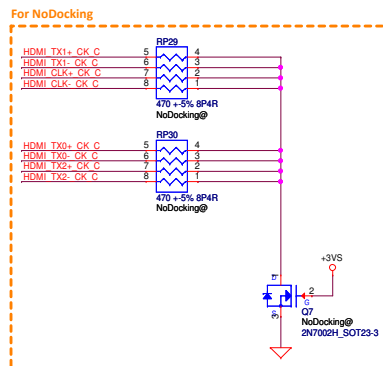 For NoDocking
RP29
HDMI_TX1+_CK_C 5 4
HDMI_TX1-_CK_C 6 3
HDMI_CLK+_CK_C 7 2
HDMI_CLK-_CK_C 8 1
470 +-5% 8P4R
NoDocking@
RP30
HDMI_TX0+_CK_C 5 4
HDMI_TX0-_CK_C 6 3
HDMI_TX2+_CK_C 7 2
HDMI_TX2-_CK_C 8 1
470 +-5% 8P4R
NoDocking@
+3VS
1
D
2
G
S
3
Q7
NoDocking@
2N7002H_SOT23-3